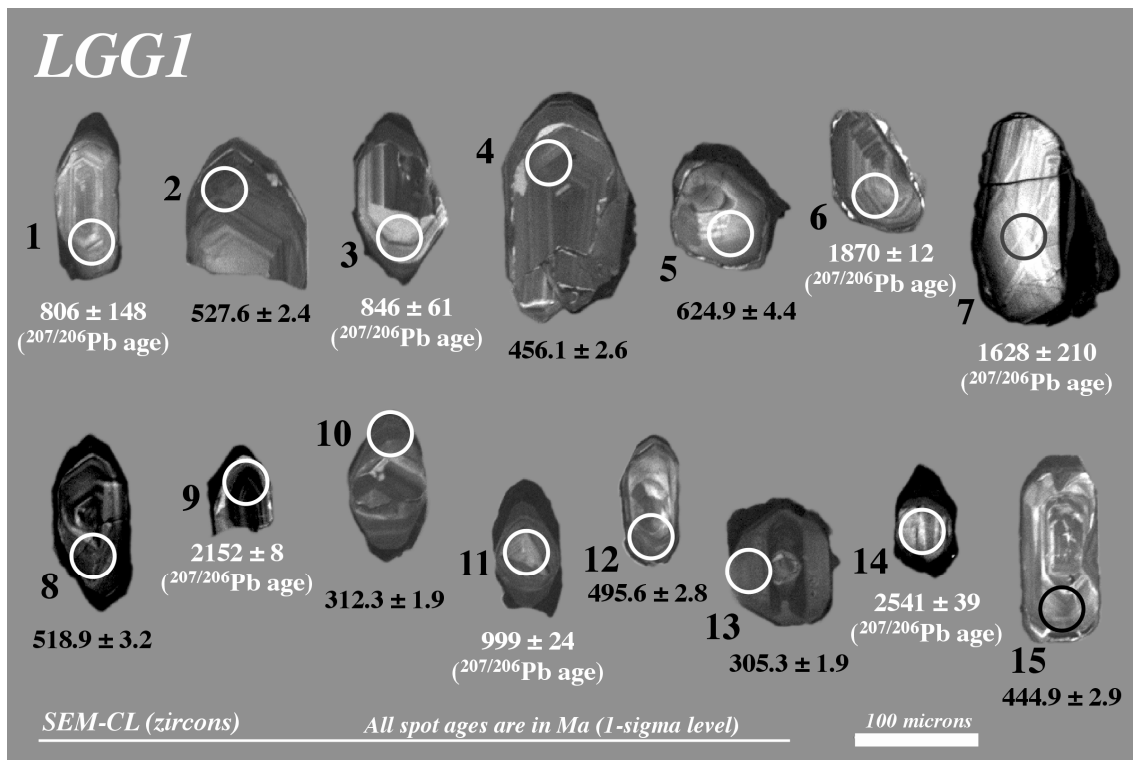 LGG1
1
806 ± 148
(207/206Pb age)
2
527.6 ± 2.4
3
846 ± 61
(207/206Pb age)
4
456.1 ± 2.6
5
624.9 ± 4.4
6
1870 ± 12
(207/206Pb age)
7
1628 ± 210
(207/206Pb age)
8
518.9 ± 3.2
9
2152 ± 8
(207/206Pb age)
10
312.3 ± 1.9
11
999 ± 24
(207/206Pb age)
12
495.6 ± 2.8
13
305.3 ± 1.9
14
2541 ± 39
(207/206Pb age)
15
444.9 ± 2.9
SEM-CL (zircons)
All spot ages are in Ma (1-sigma level)
100 microns